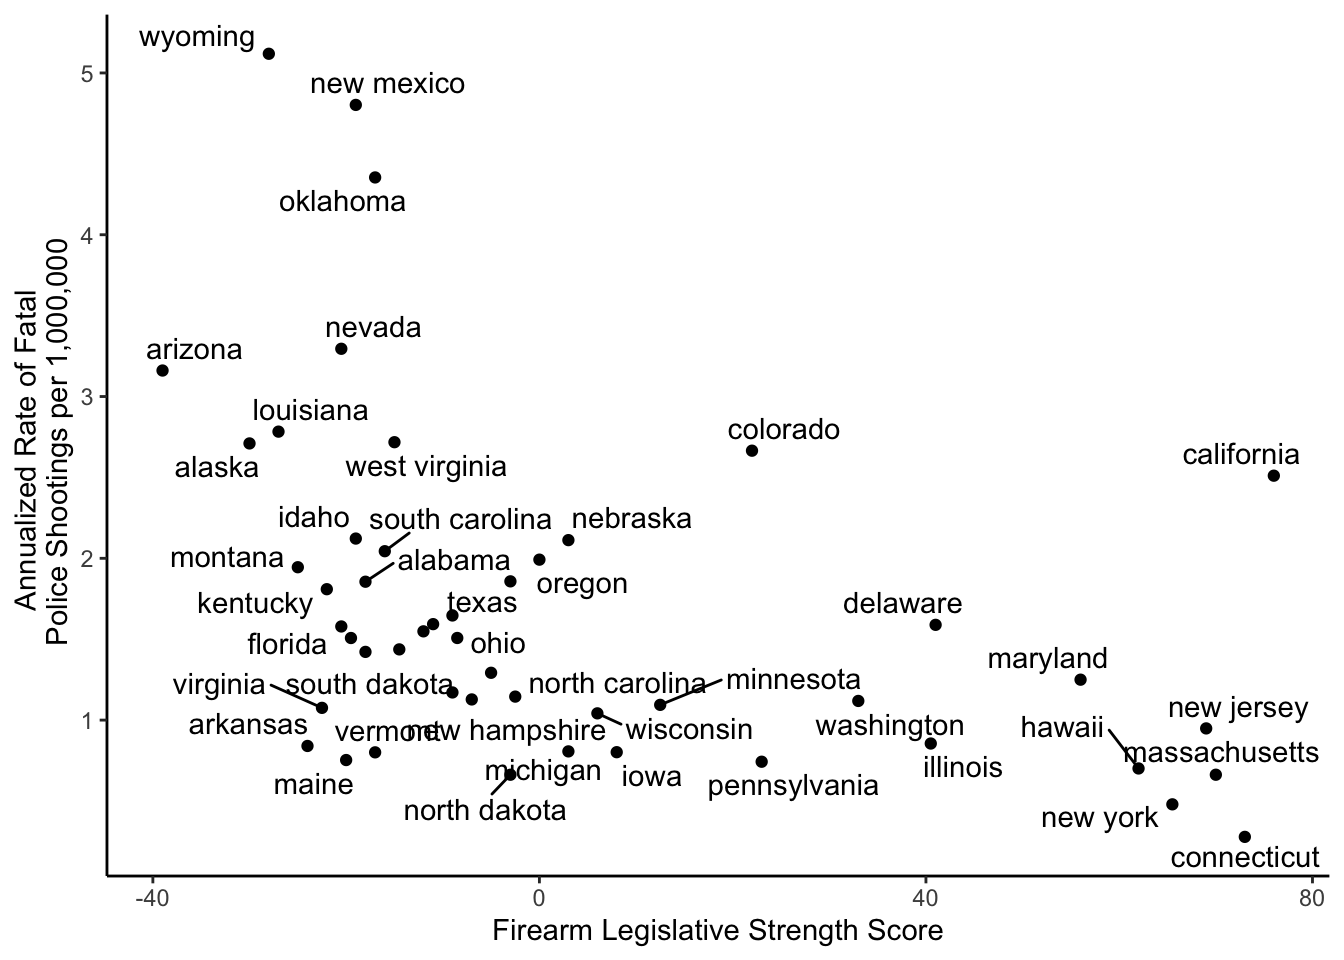 wyoming
new mexico
5
oklahoma
4
nevada
arizona
3
louisiana
colorado
alaska
west virginia
california
idaho
south carolina
nebraska
montana
alabama
2
oregon
kentucky
texas
delaware
florida
ohio
maryland
virginia
south dakota
north carolina
minnesota
new jersey
1
arkansas
vermont
new hampshire
wisconsin
washington
hawaii
massachusetts
maine
michigan
iowa
pennsylvania
illinois
north dakota
new york
connecticut
Annualized Rate of Fatal
Police Shootings per 1,000,000
-40
0
40
80
Firearm Legislative Strength Score